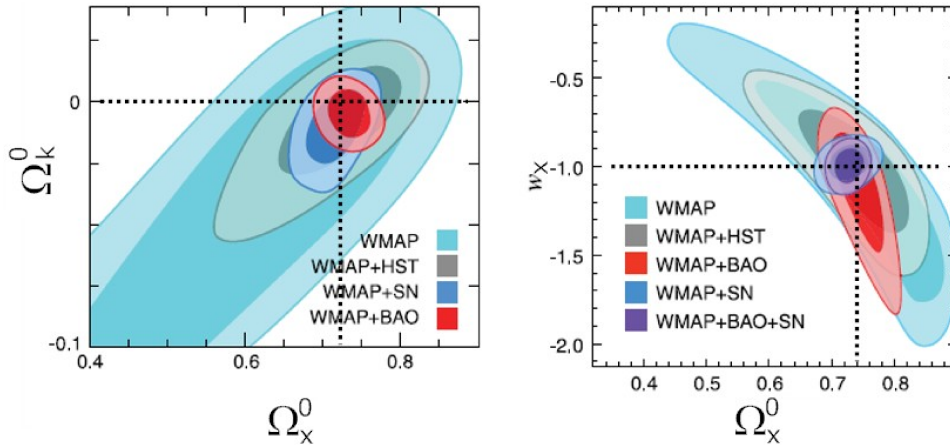 0
-0.1
Ω_k^0
0.4
0.6
0.8
Ω_x^0
WMAP
WMAP+HST
WMAP+SN
WMAP+BAO
-0.5
-1.0
-1.5
-2.0
w_x
0.4
0.5
0.6
0.7
0.8
Ω_x^0
WMAP
WMAP+HST
WMAP+BAO
WMAP+SN
WMAP+BAO+SN